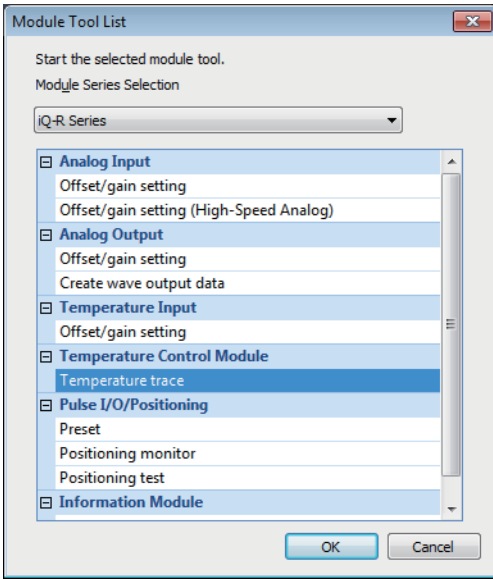 Module Tool List
Start the selected module tool.
Module Series Selection
iQ-R Series
Analog Input
Offset/gain setting
Offset/gain setting (High-Speed Analog)
Analog Output
Offset/gain setting
Create wave output data
Temperature Input
Offset/gain setting
Temperature Control Module
Temperature trace
Pulse I/O/Positioning
Preset
Positioning monitor
Positioning test
Information Module
OK Cancel